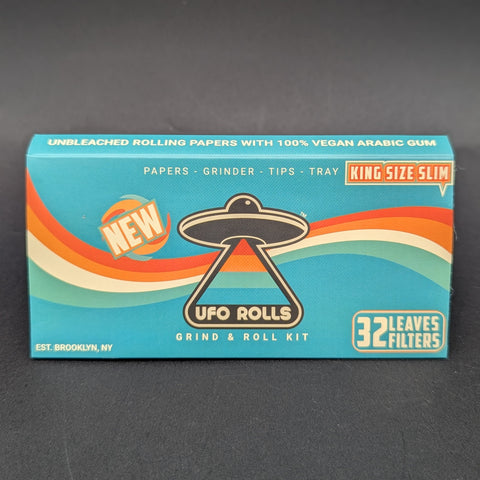 UNBLEACHED ROLLING PAPERS WITH 100% VEGAN ARABIC GUM
PAPERS - GRINDER - TIPS - TRAY
KING SIZE SLIM
NEW
TM
UFO ROLLS
GRIND & ROLL KIT
32 LEAVES
FILTERS
EST. BROOKLYN, NY